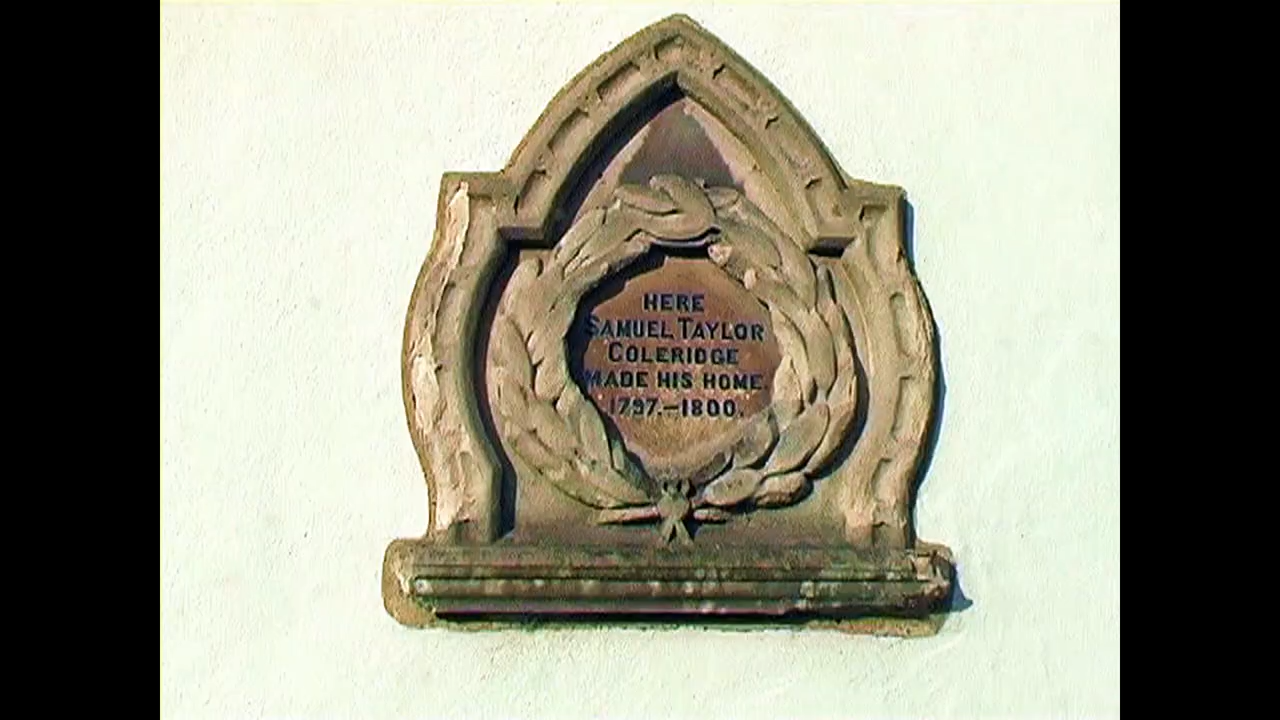 HERE
SAMUEL TAYLOR
COLERIDGE
MADE HIS HOME.
1797.—1800.